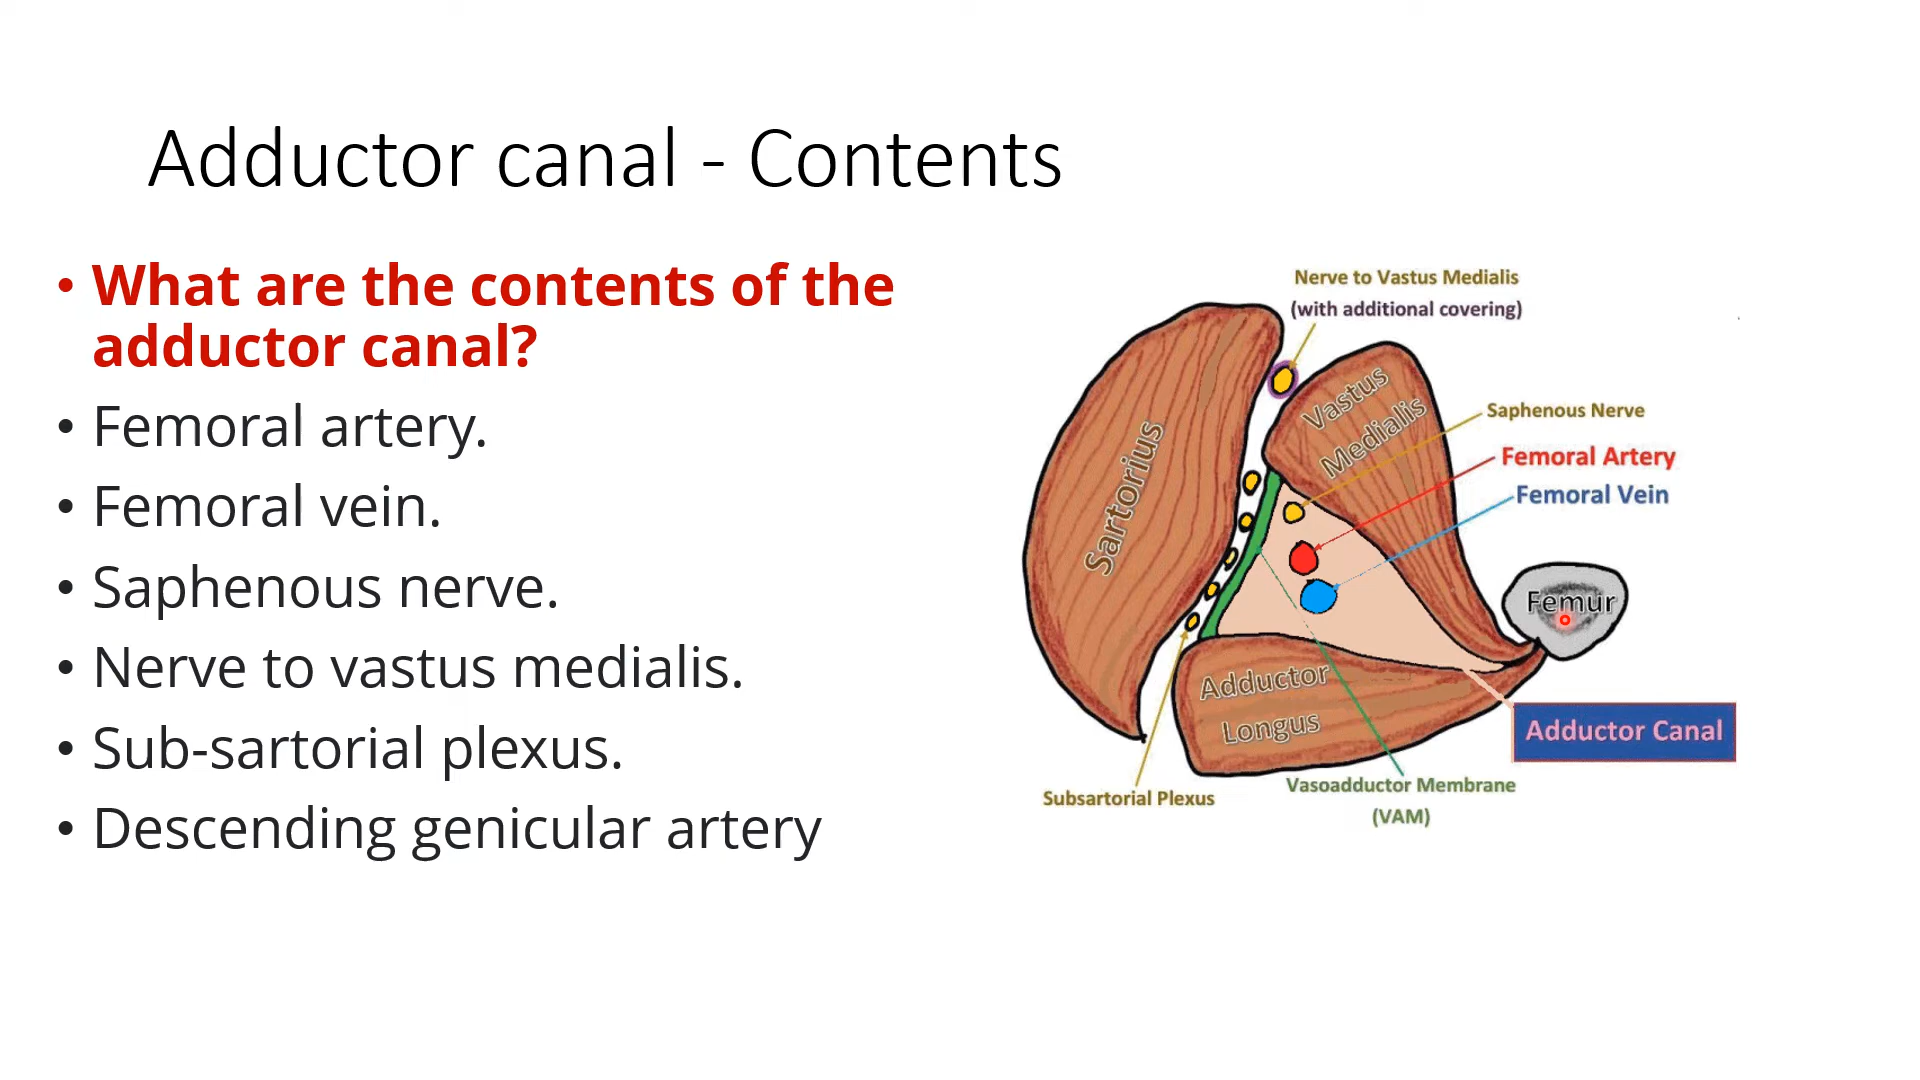 Adductor canal - Contents
• What are the contents of the
adductor canal?
• Femoral artery.
• Femoral vein.
• Saphenous nerve.
• Nerve to vastus medialis.
• Sub-sartorial plexus.
• Descending genicular artery
Nerve to Vastus Medialis
(with additional covering)
Vastus
Medialis
Saphenous Nerve
Femoral Artery
Femoral Vein
Sartorius
Femur
Adductor
Longus
Adductor Canal
Subsartorial Plexus
Vasoadductor Membrane
(VAM)